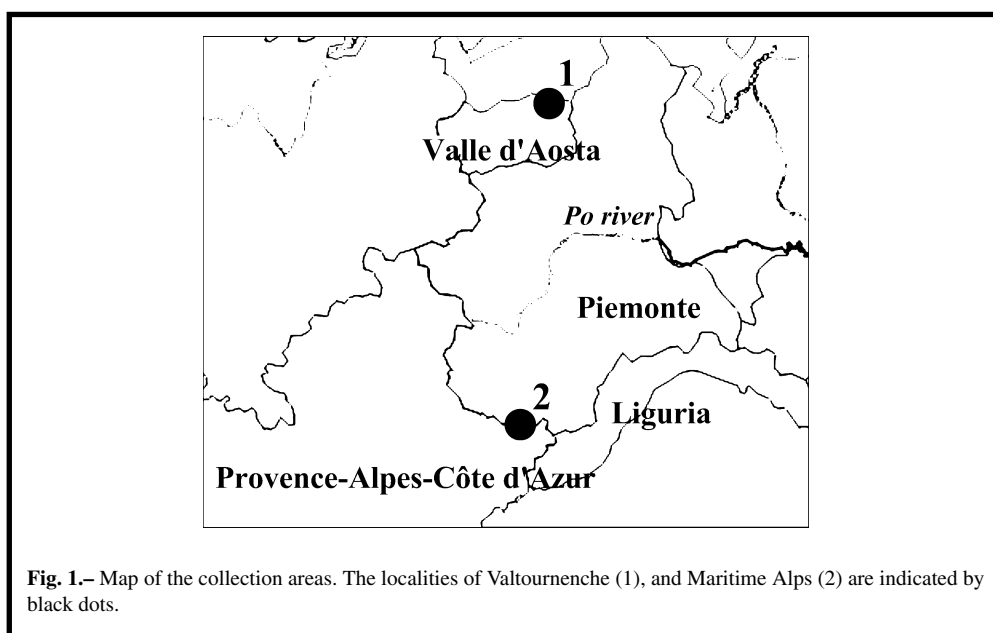 1
Valle d'Aosta
Po river
Piemonte
2
Liguria
Provence-Alpes-Côte d'Azur
Fig. 1.– Map of the collection areas. The localities of Valtournenche (1), and Maritime Alps (2) are indicated by
black dots.